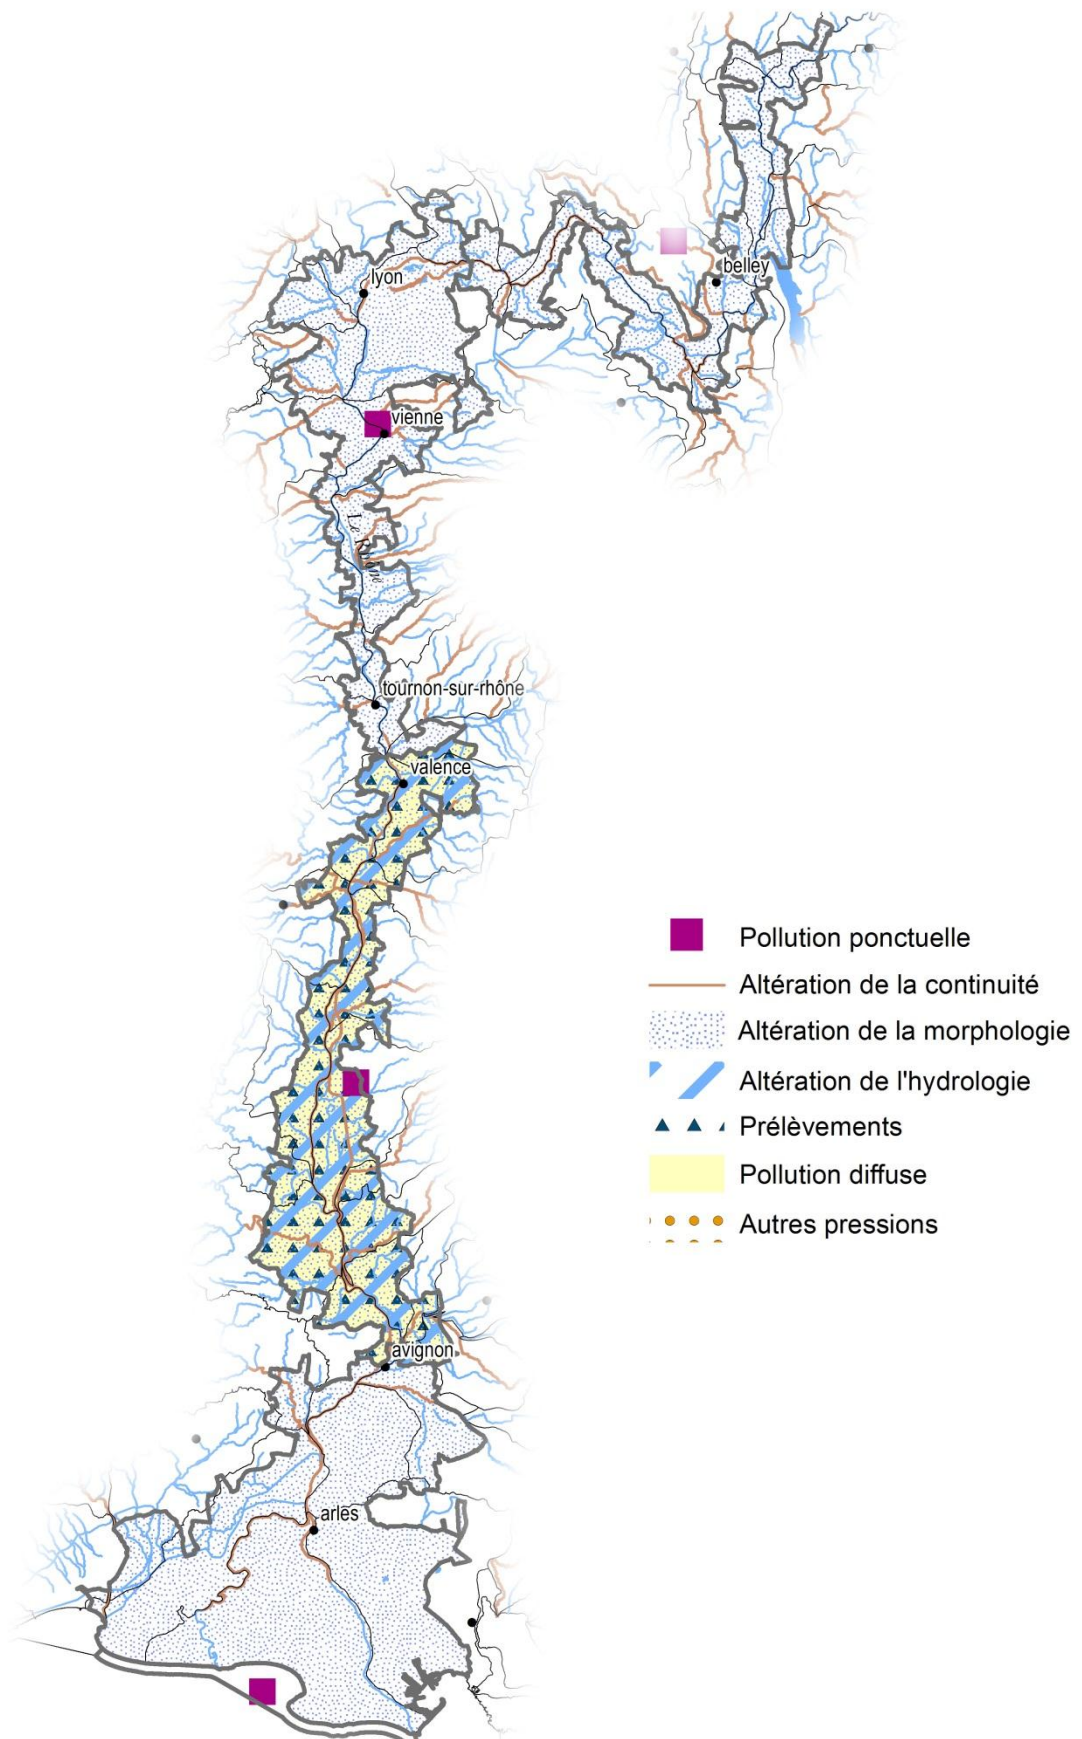 belley
lyon
vienne
Le Rhône
tournon-sur-rhône
valence
Pollution ponctuelle
Altération de la continuité
Altération de la morphologie
Altération de l'hydrologie
Prélèvements
Pollution diffuse
Autres pressions
avignon
arles